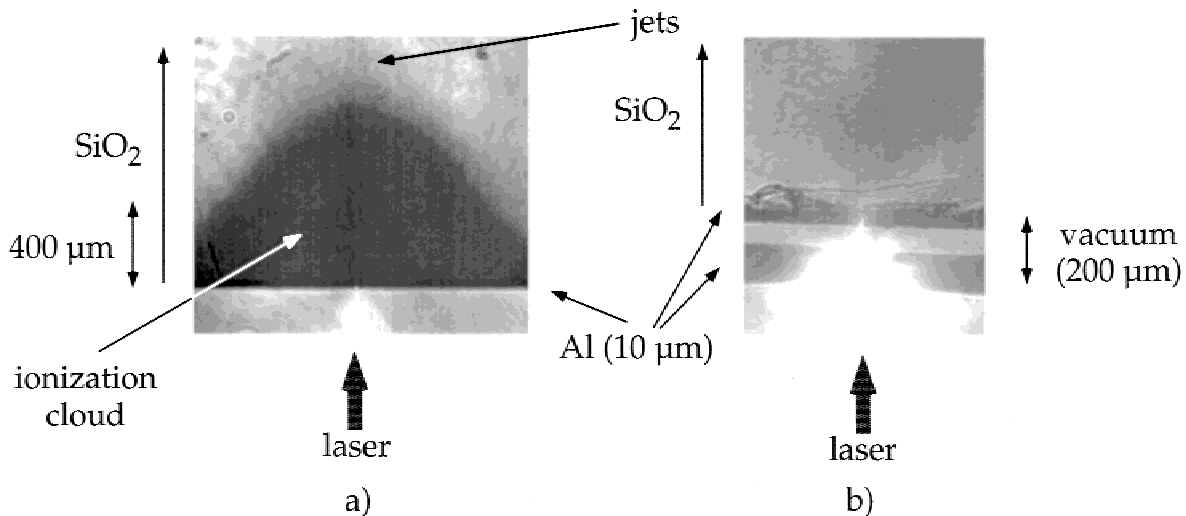 jets
SiO2
400 µm
ionization
cloud
laser
a)
SiO2
Al (10 µm)
vacuum
(200 µm)
laser
b)